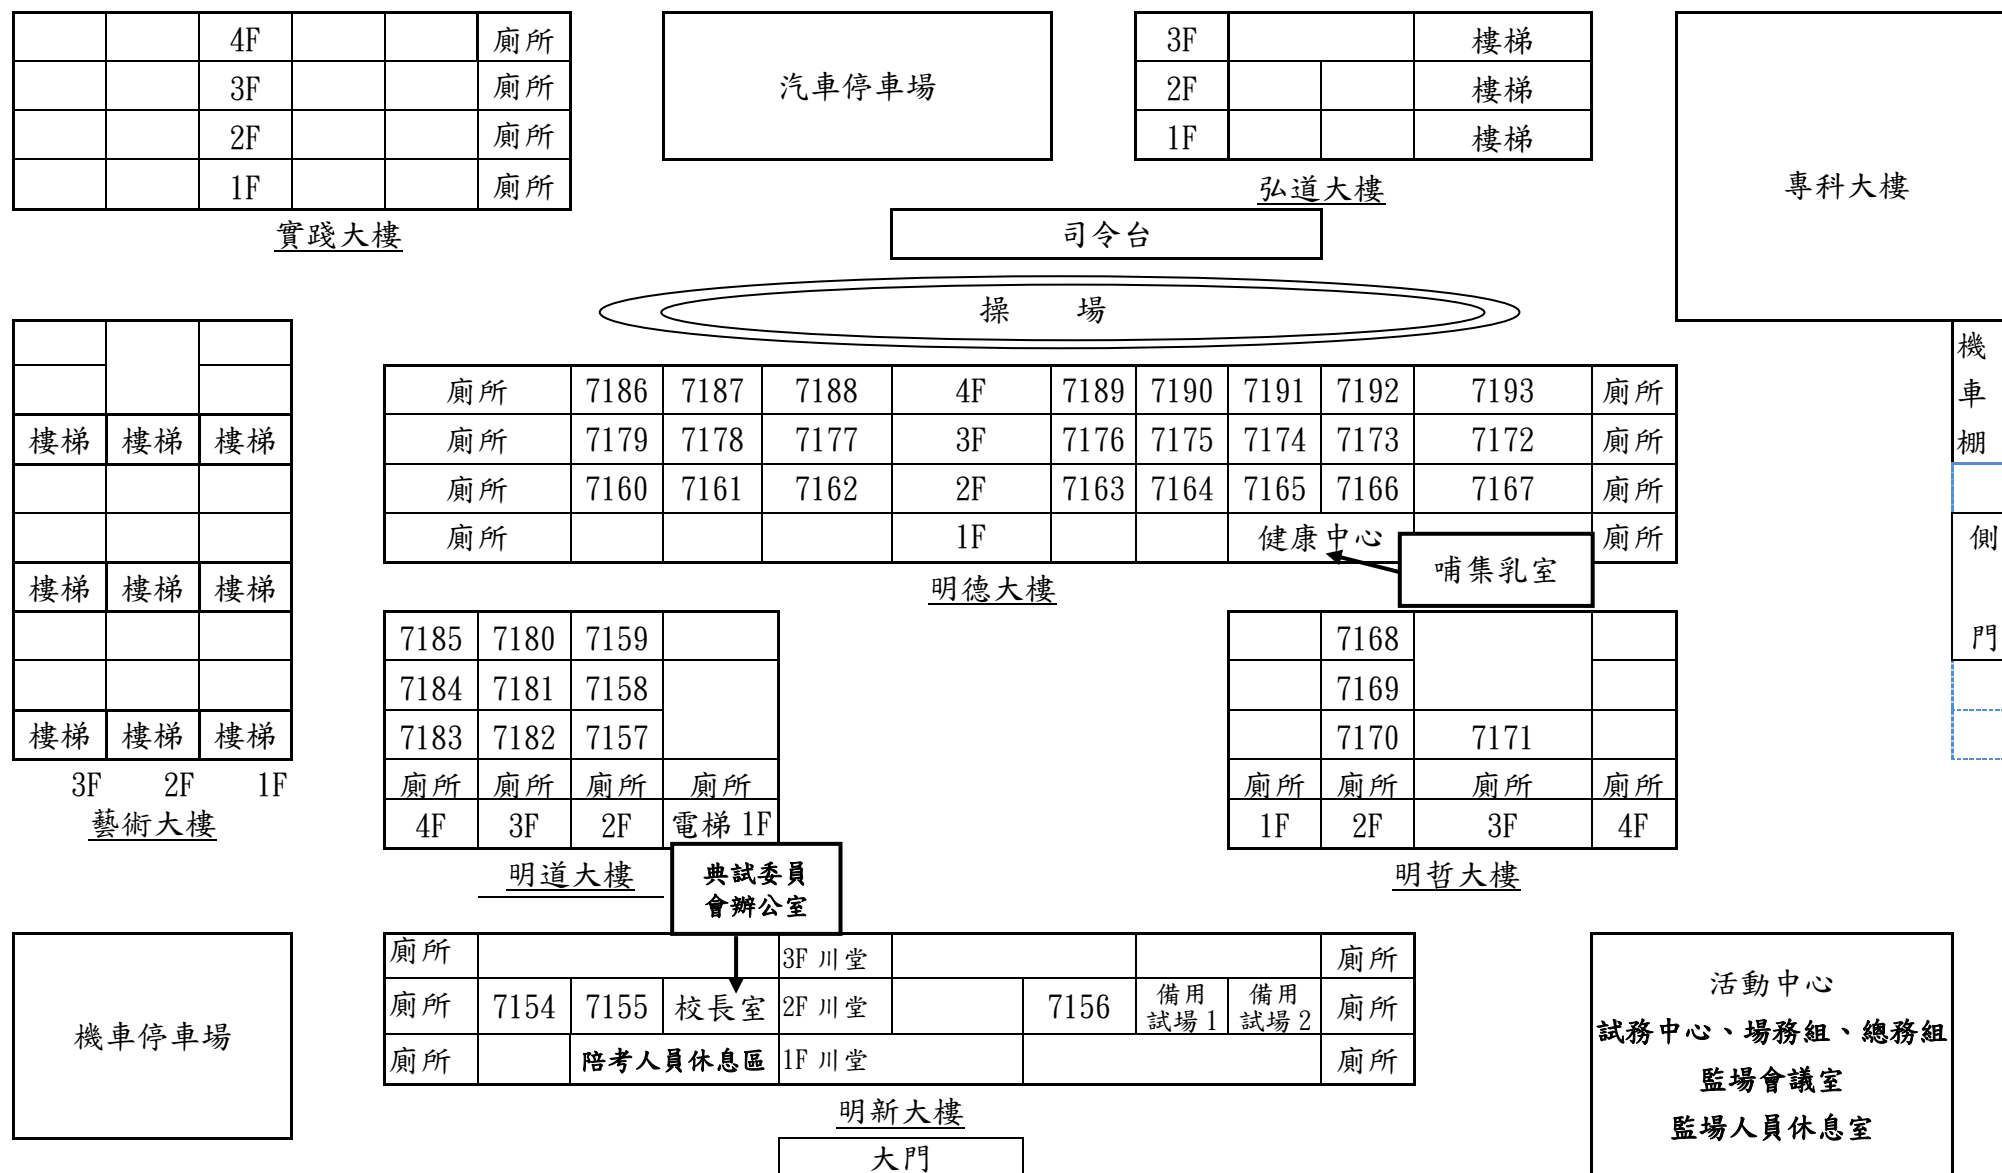 4F 廁所
3F 廁所
2F 廁所
1F 廁所
實踐大樓
汽車停車場
3F 樓梯
2F 樓梯
1F 樓梯
弘道大樓
專科大樓
司令台
操 場
機
車
棚
側
門
樓梯 樓梯 樓梯
樓梯 樓梯 樓梯
樓梯 樓梯 樓梯
3F 2F 1F
藝術大樓
廁所 7186 7187 7188 4F 7189 7190 7191 7192 7193 廁所
廁所 7179 7178 7177 3F 7176 7175 7174 7173 7172 廁所
廁所 7160 7161 7162 2F 7163 7164 7165 7166 7167 廁所
廁所 1F 健康中心 廁所
哺集乳室
明德大樓
7185 7180 7159
7184 7181 7158
7183 7182 7157
廁所 廁所 廁所 廁所
4F 3F 2F 電梯 1F
明道大樓
7168
7169
7170 7171
廁所 廁所 廁所 廁所
1F 2F 3F 4F
明哲大樓
典試委員
會辦公室
機車停車場
廁所 3F 川堂 廁所
廁所 7154 7155 校長室 2F 川堂 7156 備用試場 1 備用試場 2 廁所
廁所 陪考人員休息區 1F 川堂 廁所
明新大樓
大門
活動中心
試務中心、場務組、總務組
監場會議室
監場人員休息室